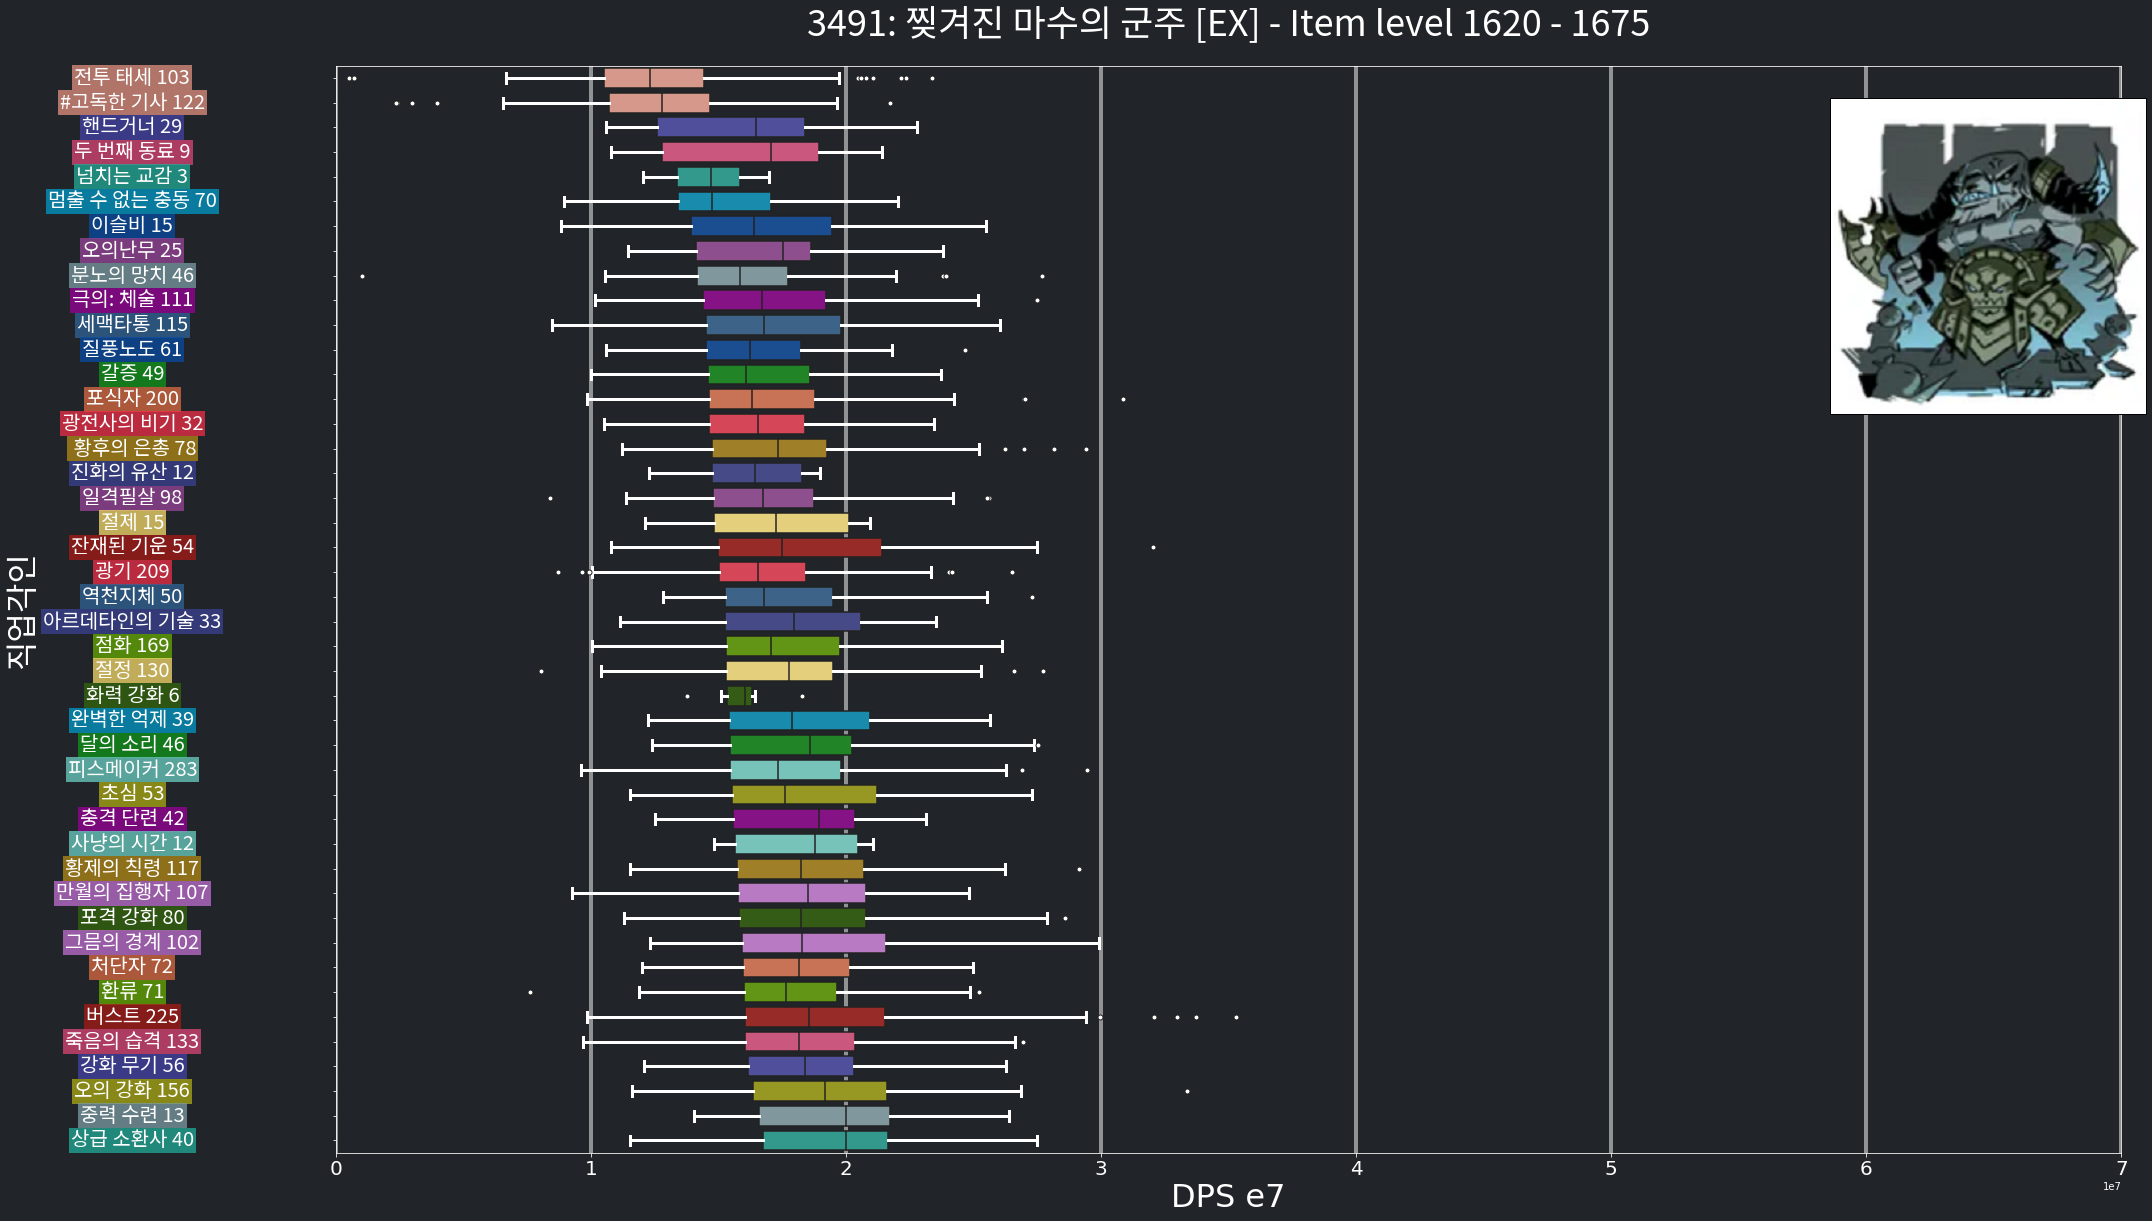 3491: 찢겨진 마수의 군주 [EX] - Item level 1620 - 1675
직업각인
전투 태세 103
#고독한 기사 122
핸드거너 29
두 번째 동료 9
넘치는 교감 3
멈출 수 없는 충동 70
이슬비 15
오의난무 25
분노의 망치 46
극의: 체술 111
세맥타통 115
질풍노도 61
갈증 49
포식자 200
광전사의 비기 32
황후의 은총 78
진화의 유산 12
일격필살 98
절제 15
잔재된 기운 54
광기 209
역천지체 50
아르데타인의 기술 33
점화 169
절정 130
화력 강화 6
완벽한 억제 39
달의 소리 46
피스메이커 283
초심 53
충격 단련 42
사냥의 시간 12
황제의 칙령 117
만월의 집행자 107
포격 강화 80
그믐의 경계 102
처단자 72
환류 71
버스트 225
죽음의 습격 133
강화 무기 56
오의 강화 156
중력 수련 13
상급 소환사 40
0 1 2 3 4 5 6 7
1e7
DPS e7